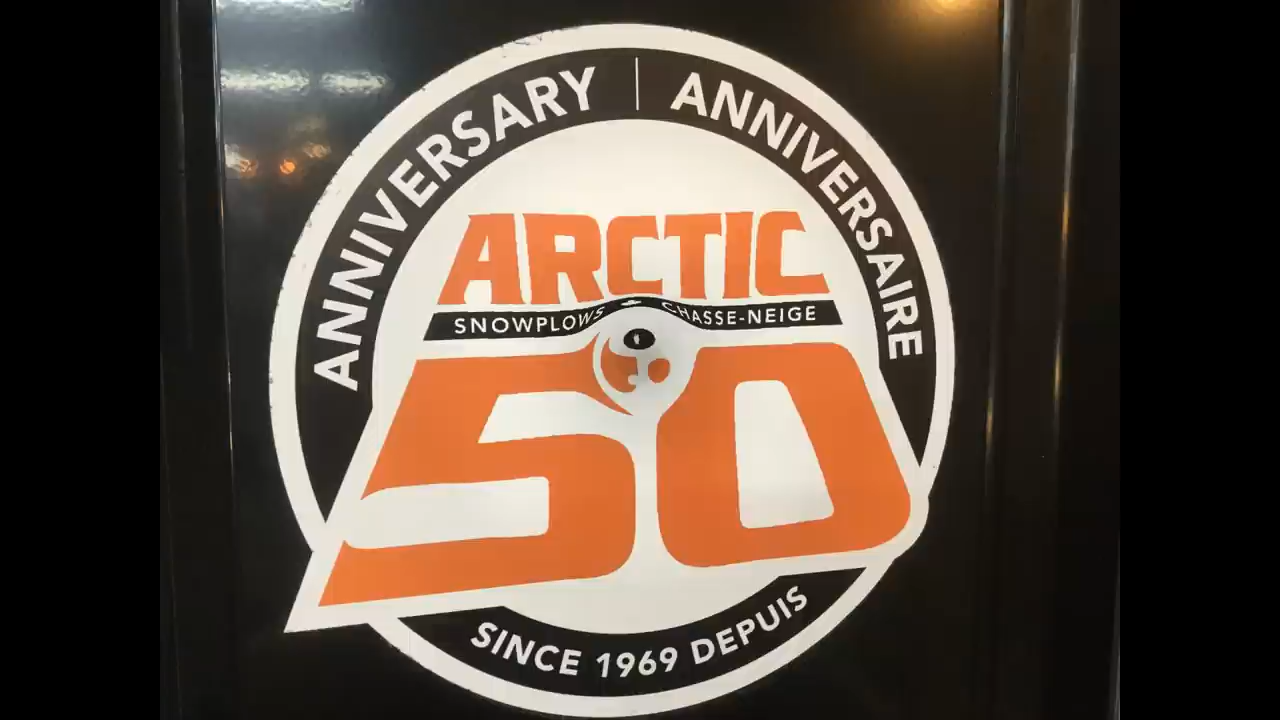 ANNIVERSARY | ANNIVERSAIRE
ARCTIC
SNOWPLOWS CHASSE-NEIGE
50
SINCE 1969 DEPUIS